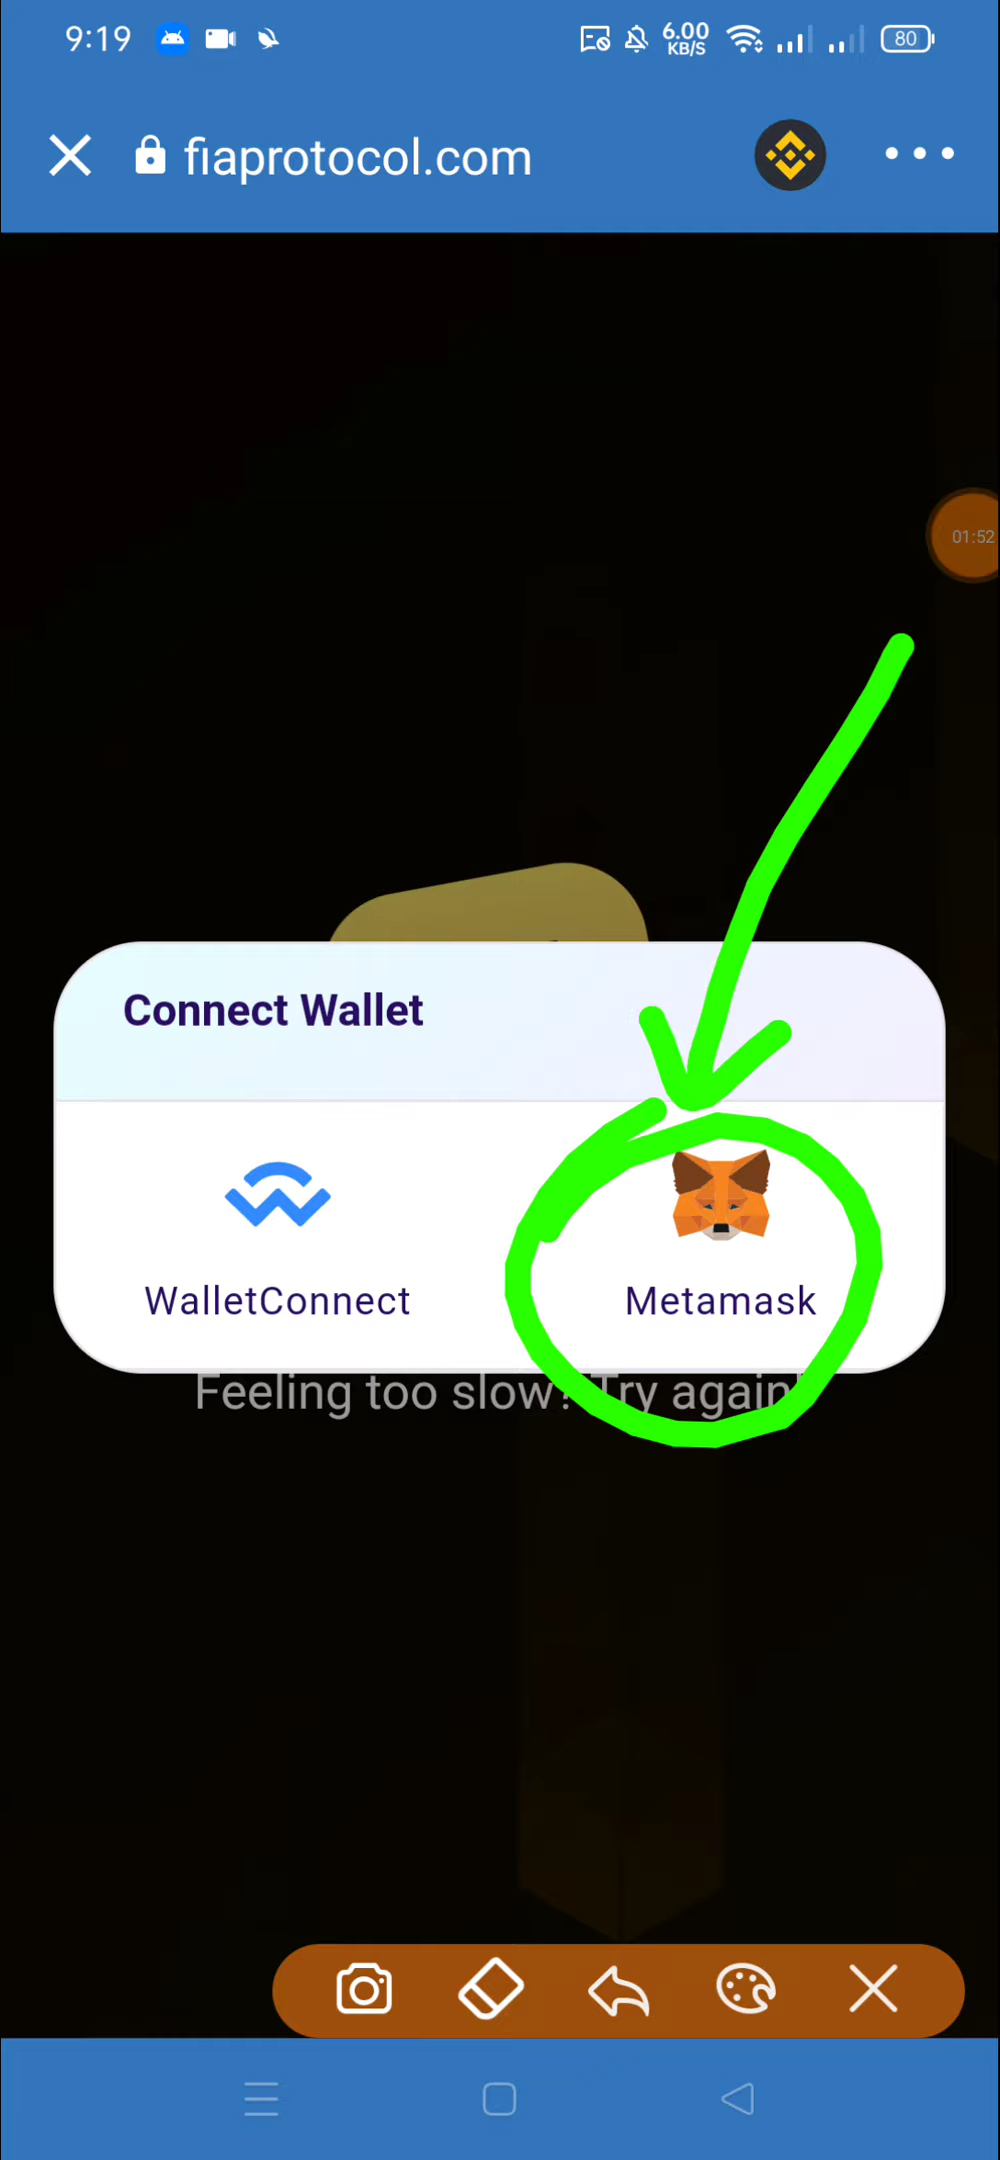 9:19
6.00
KB/S
80
fiaprotocol.com
01:52
Connect Wallet
WalletConnect
Metamask
Feeling too slow? Try again!